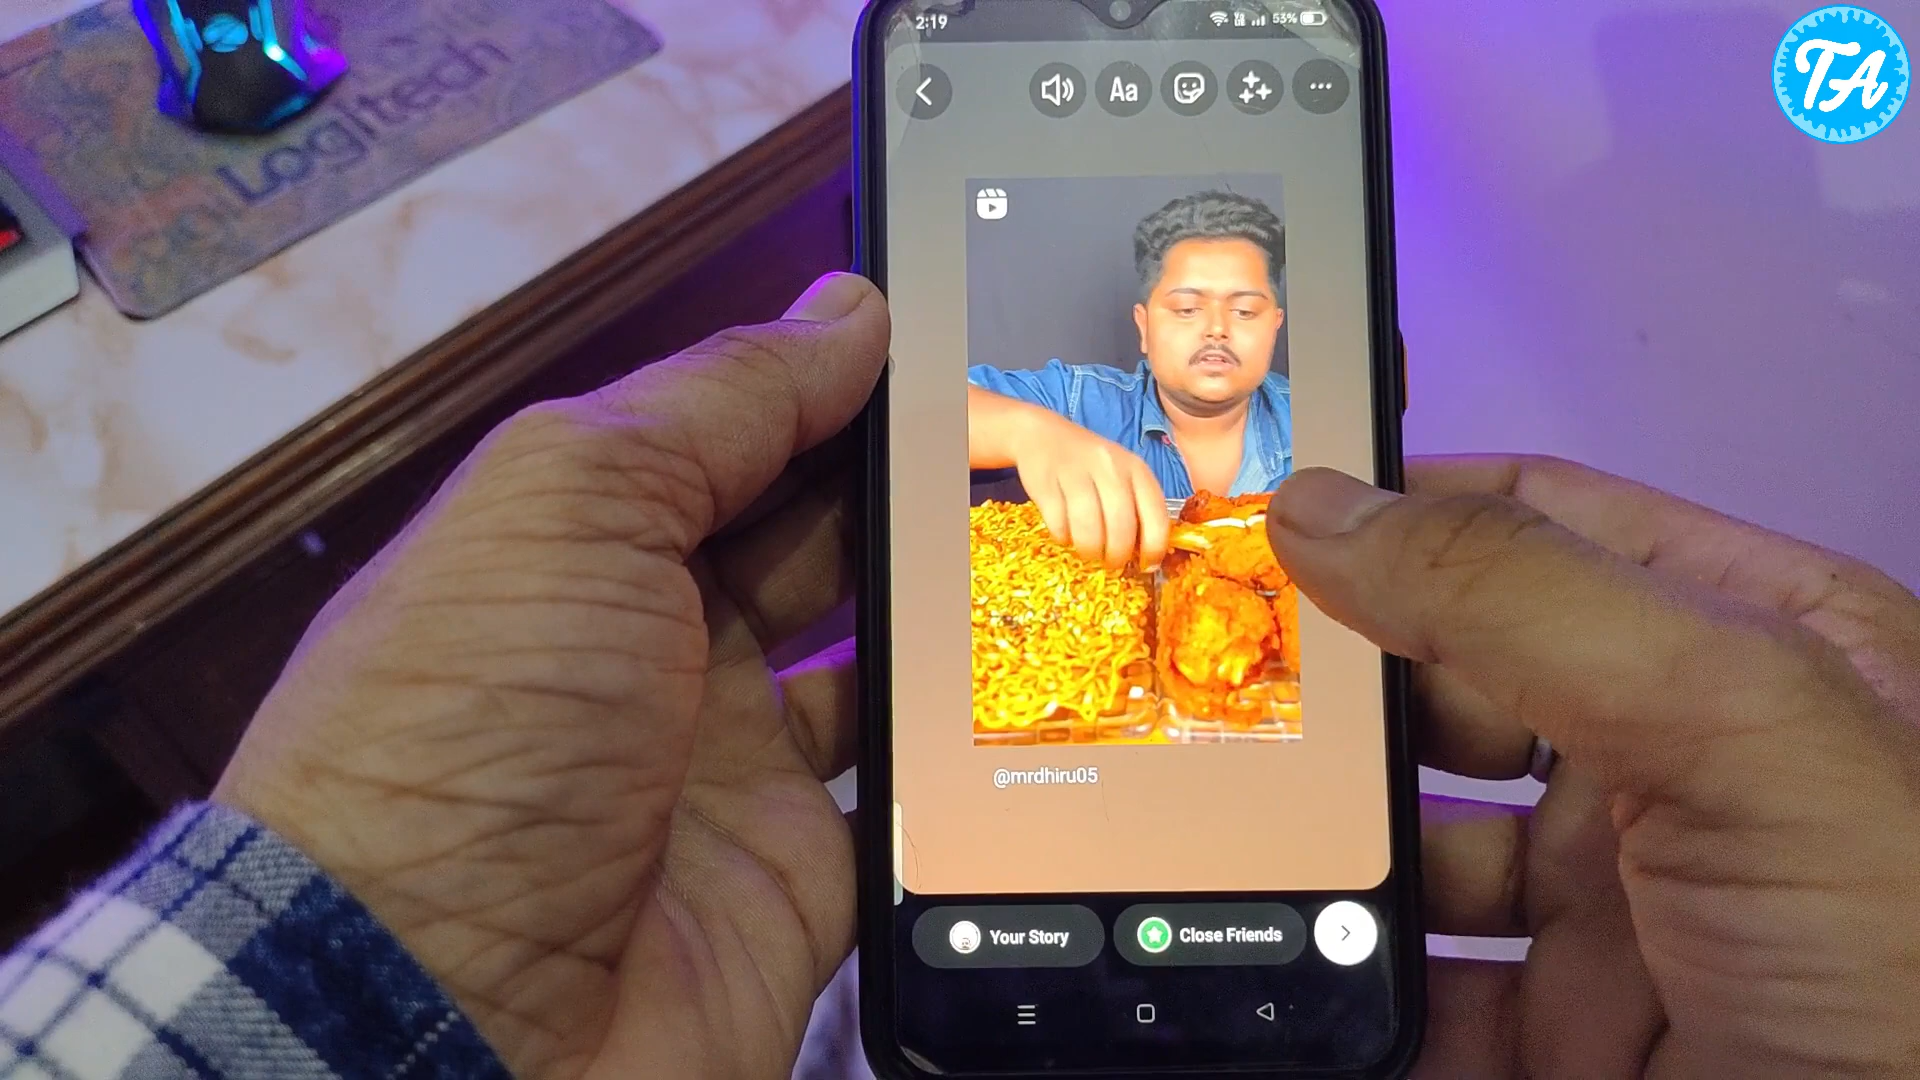 Logitech
2:19
53%
Aa
@mrdhiru05
Your Story
Close Friends
TA